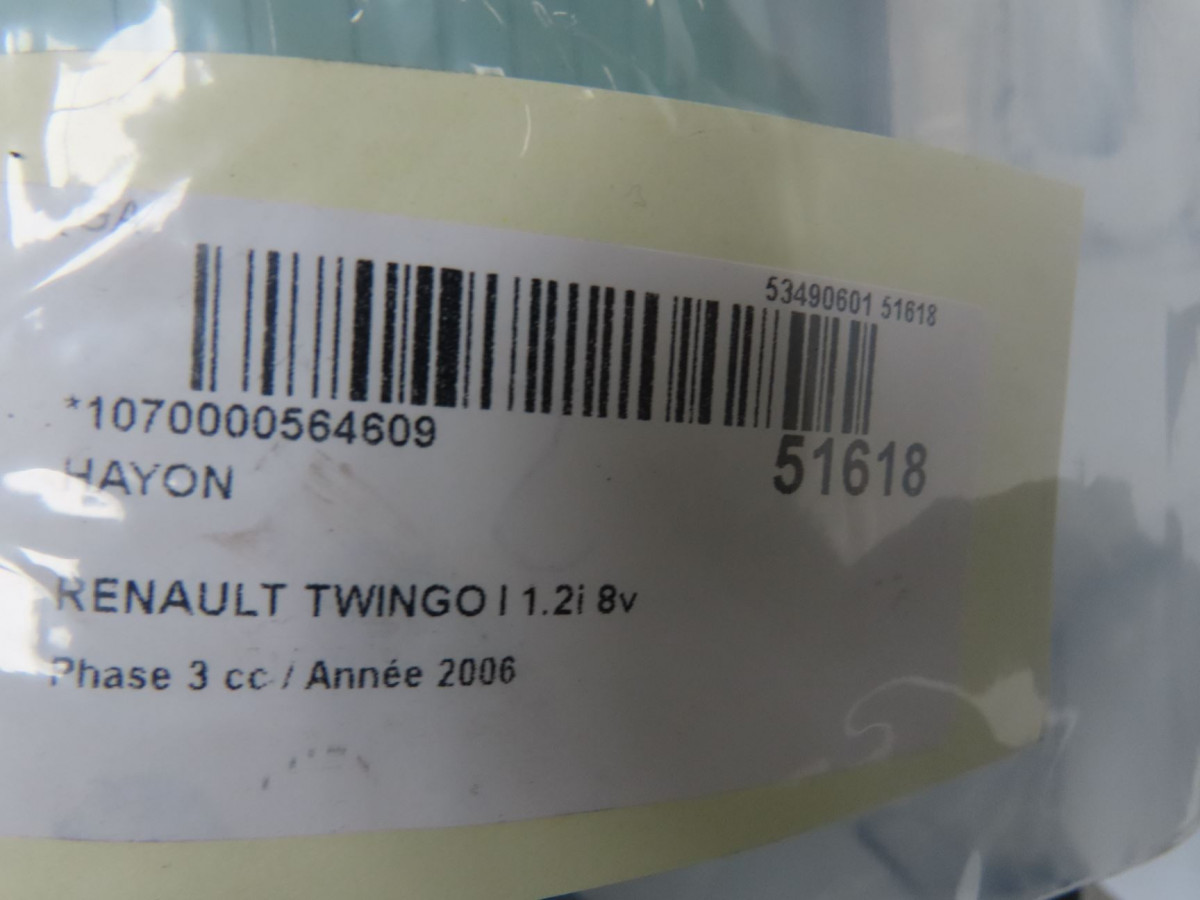 53490601 51618
*1070000564609
51618
HAYON
RENAULT TWINGO I 1.2i 8v
Phase 3 cc / Année 2006